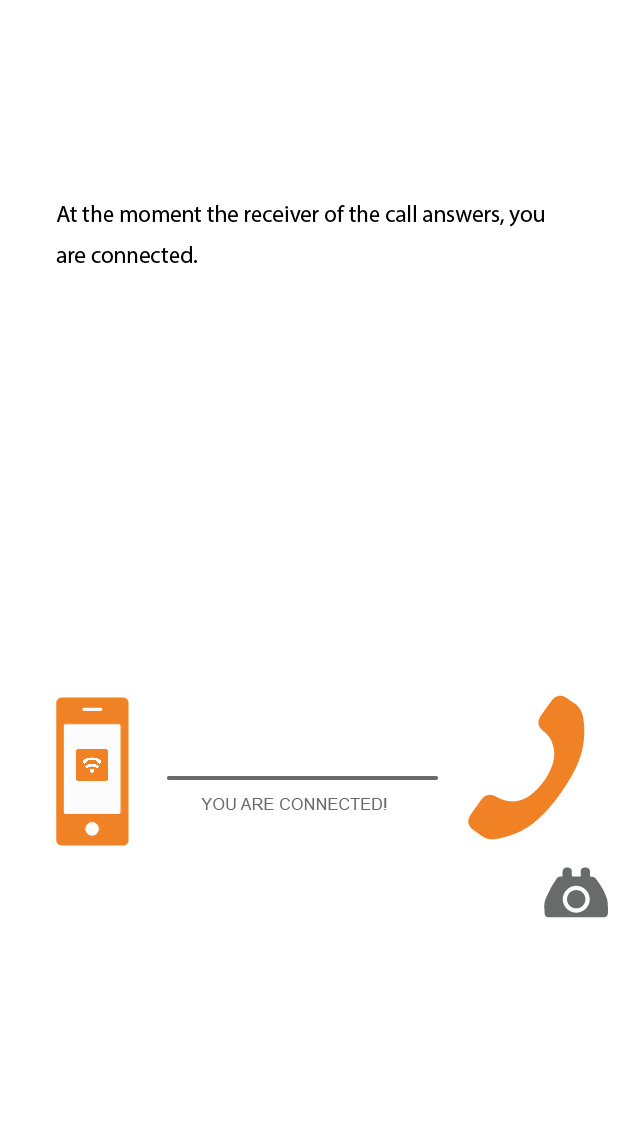 At the moment the receiver of the call answers, you
are connected.
YOU ARE CONNECTED!